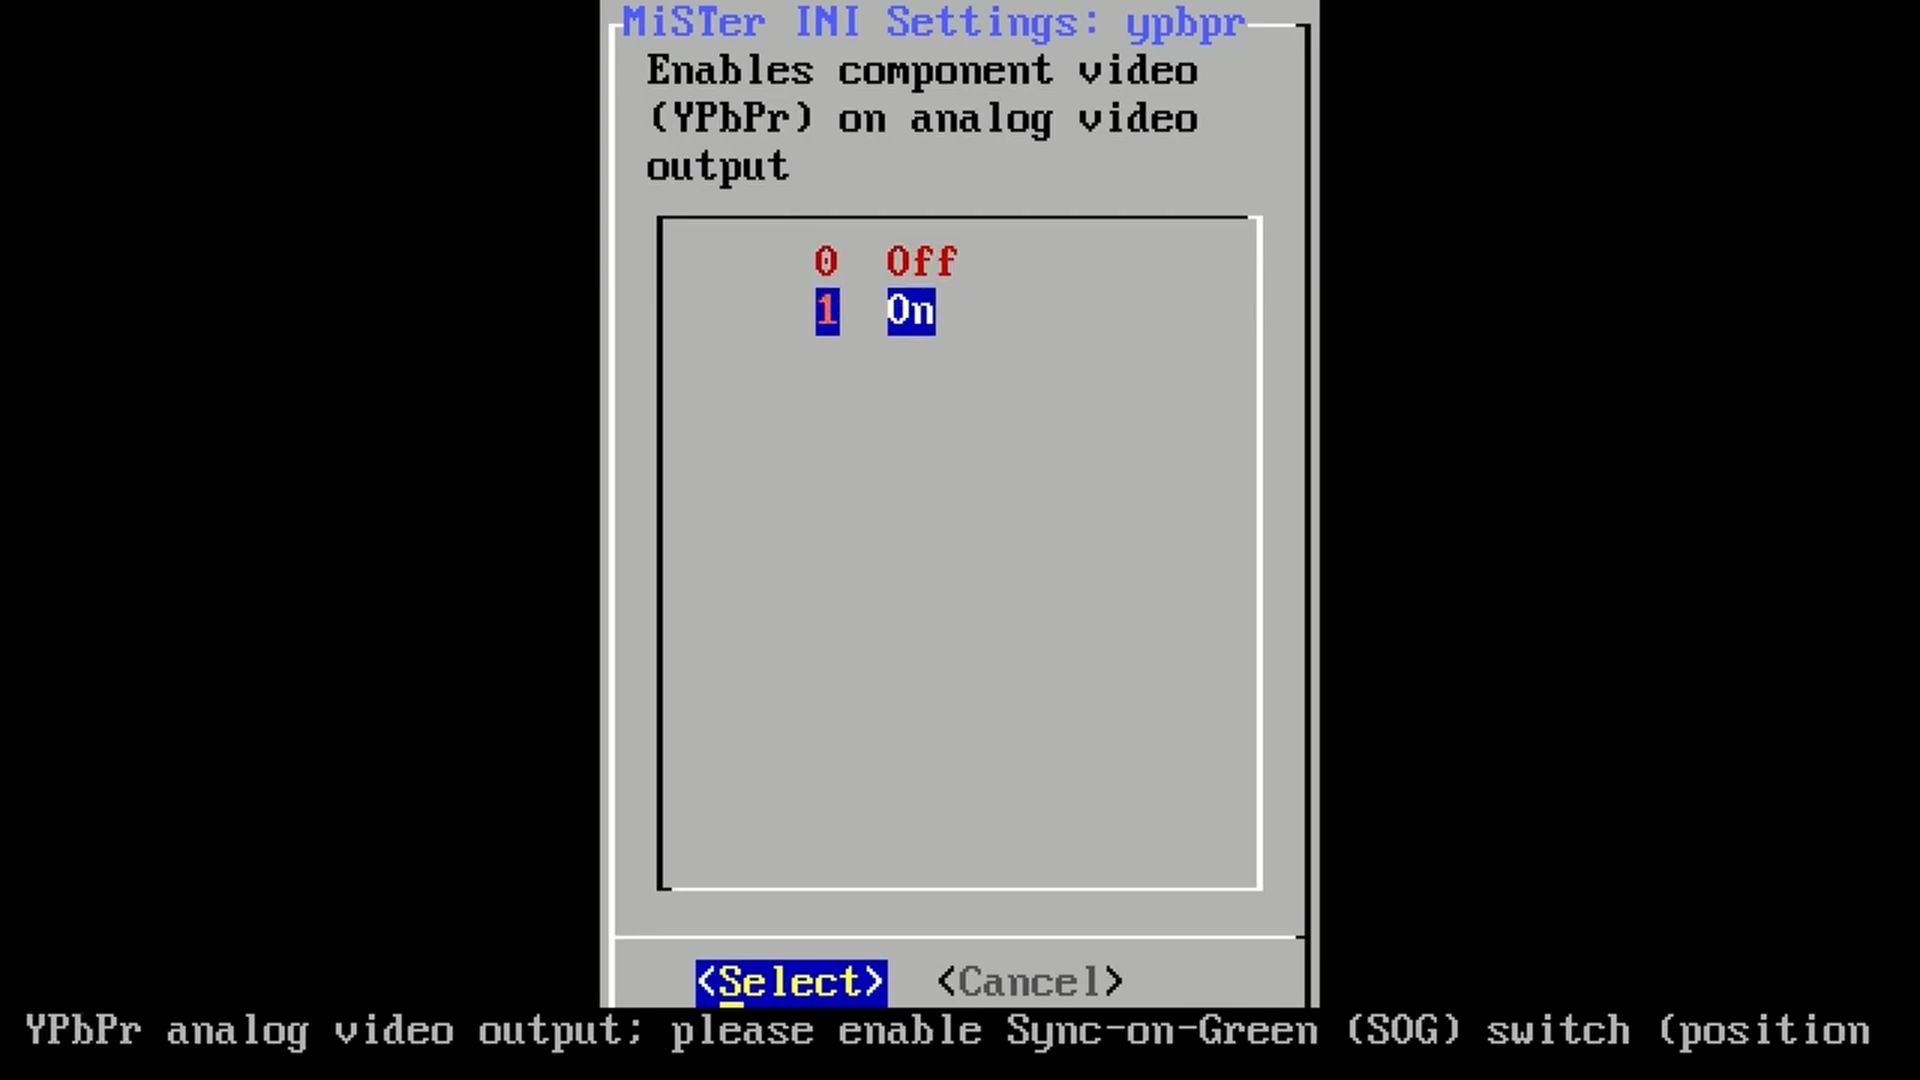 MiSTer INI Settings: ypbpr
Enables component video
(YPbPr) on analog video
output
0 Off
1 On
<Select> <Cancel>
YPbPr analog video output; please enable Sync-on-Green (SOG) switch (position